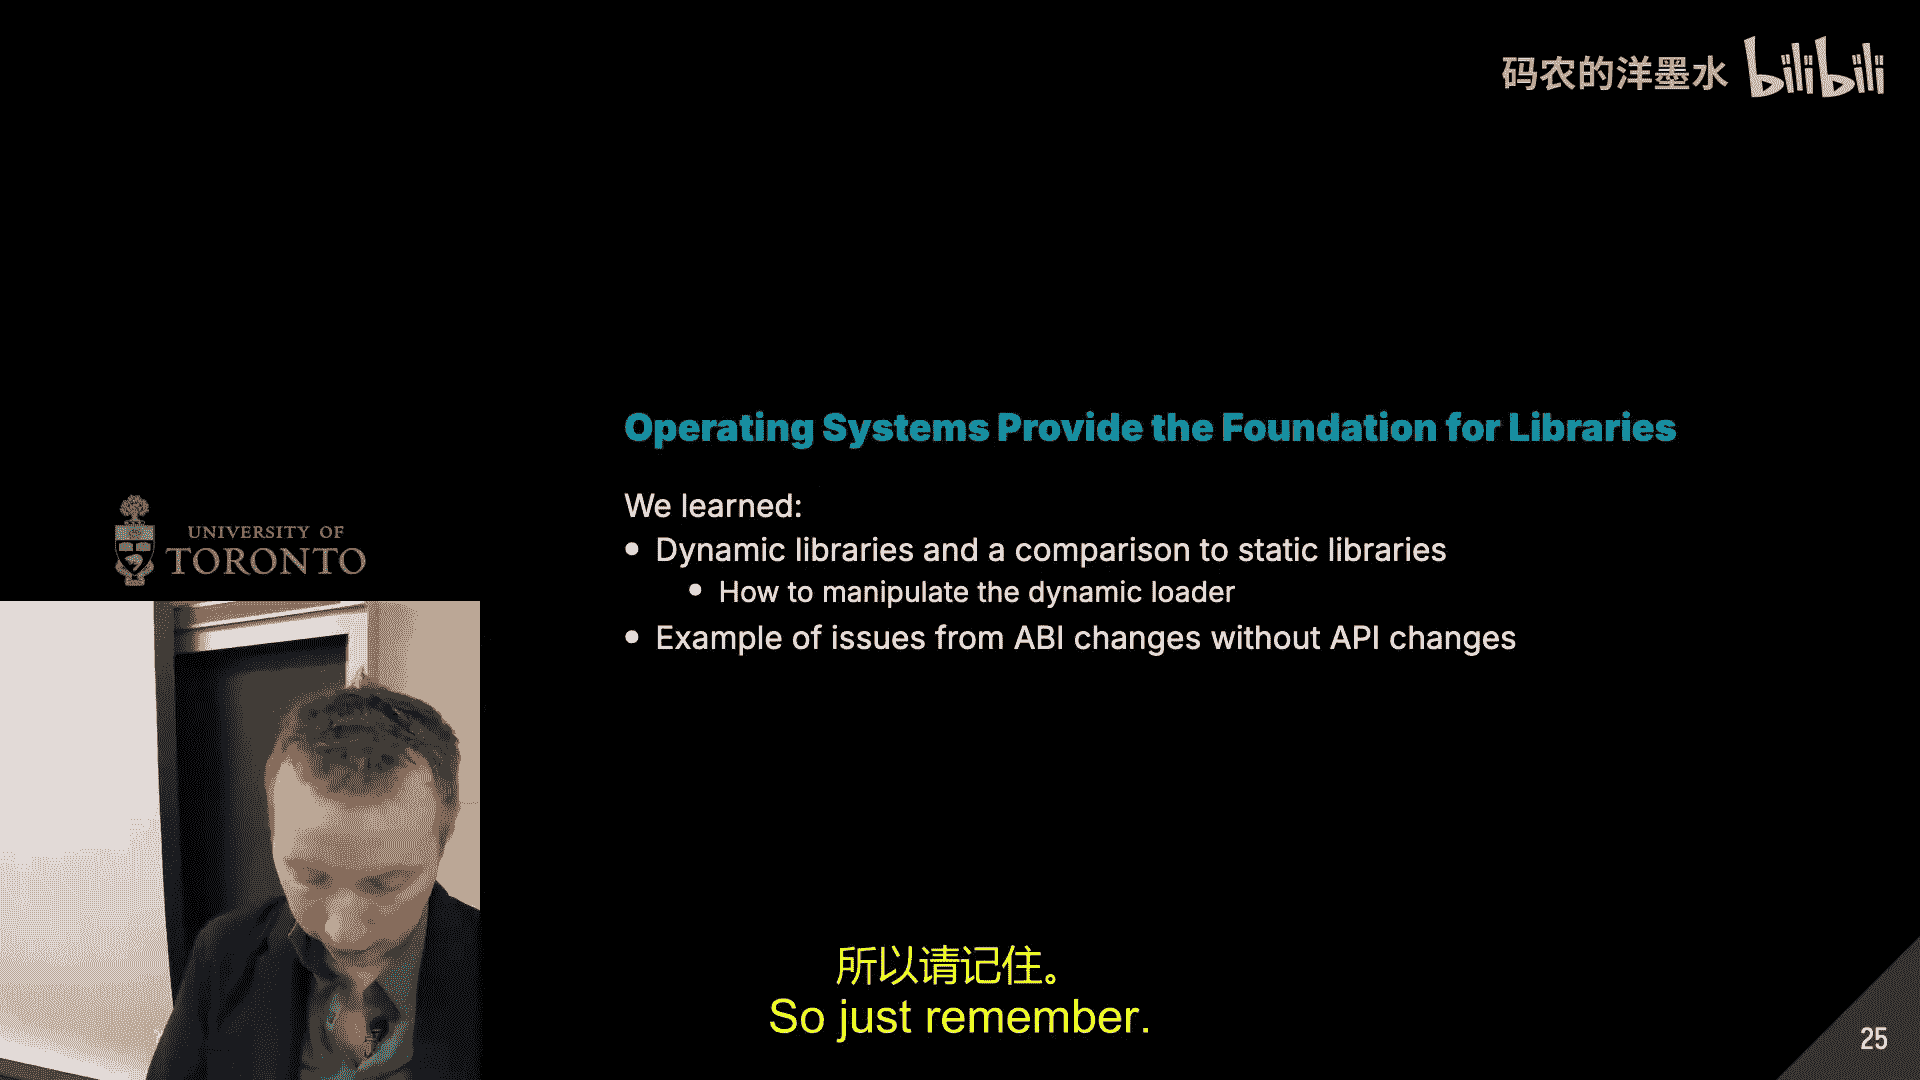 码农的洋墨水 bilibili
Operating Systems Provide the Foundation for Libraries
We learned:
• Dynamic libraries and a comparison to static libraries
• How to manipulate the dynamic loader
• Example of issues from ABI changes without API changes
UNIVERSITY OF
TORONTO
所以请记住。
So just remember.
25